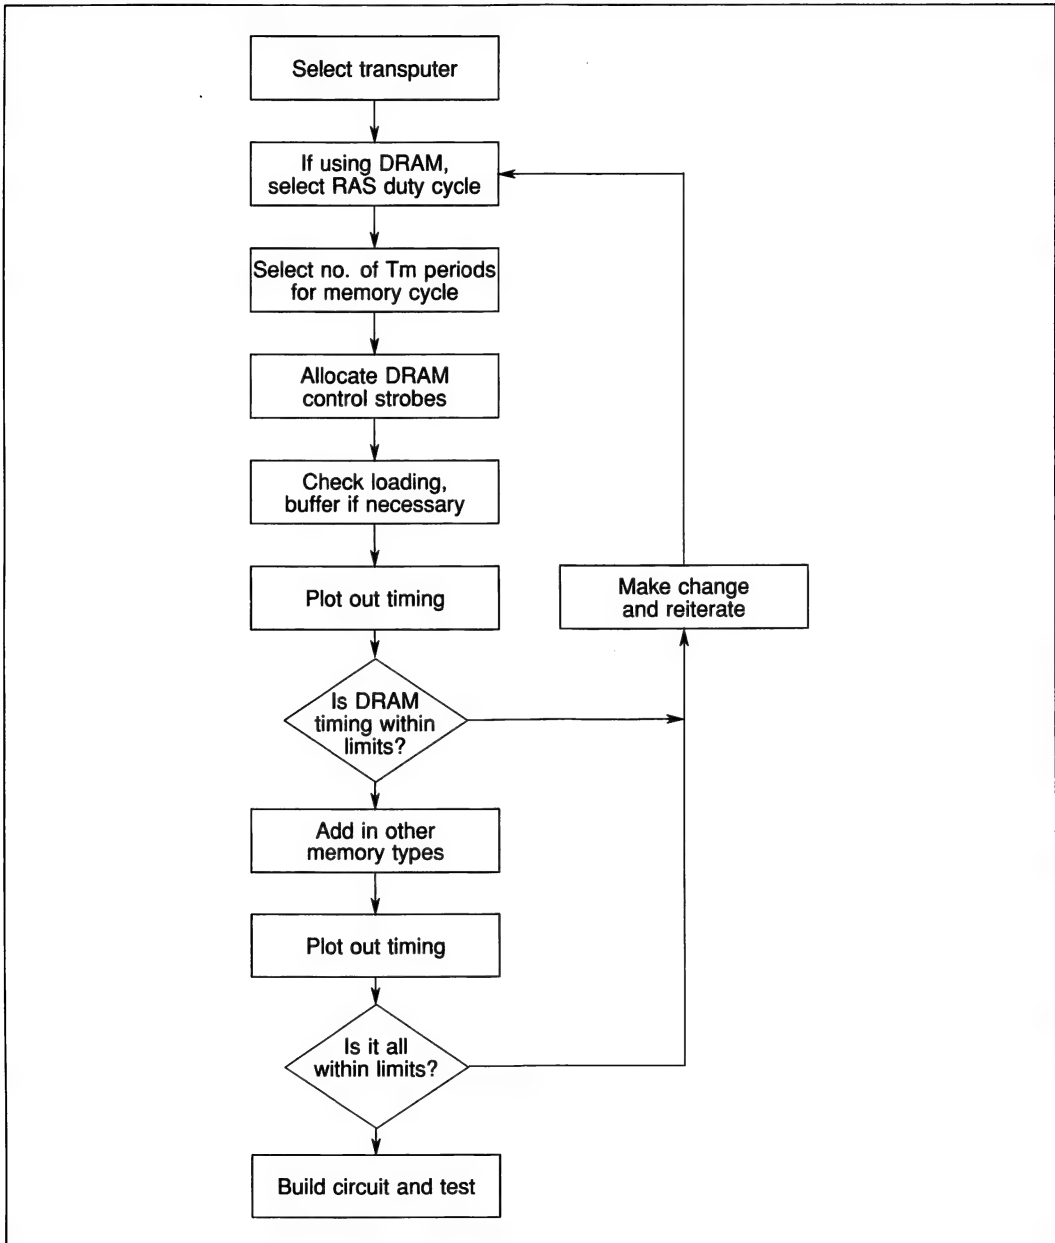 Select transputer
If using DRAM,
select RAS duty cycle
Select no. of Tm periods
for memory cycle
Allocate DRAM
control strobes
Check loading,
buffer if necessary
Plot out timing
Make change
and reiterate
Is DRAM
timing within
limits?
Add in other
memory types
Plot out timing
Is it all
within limits?
Build circuit and test